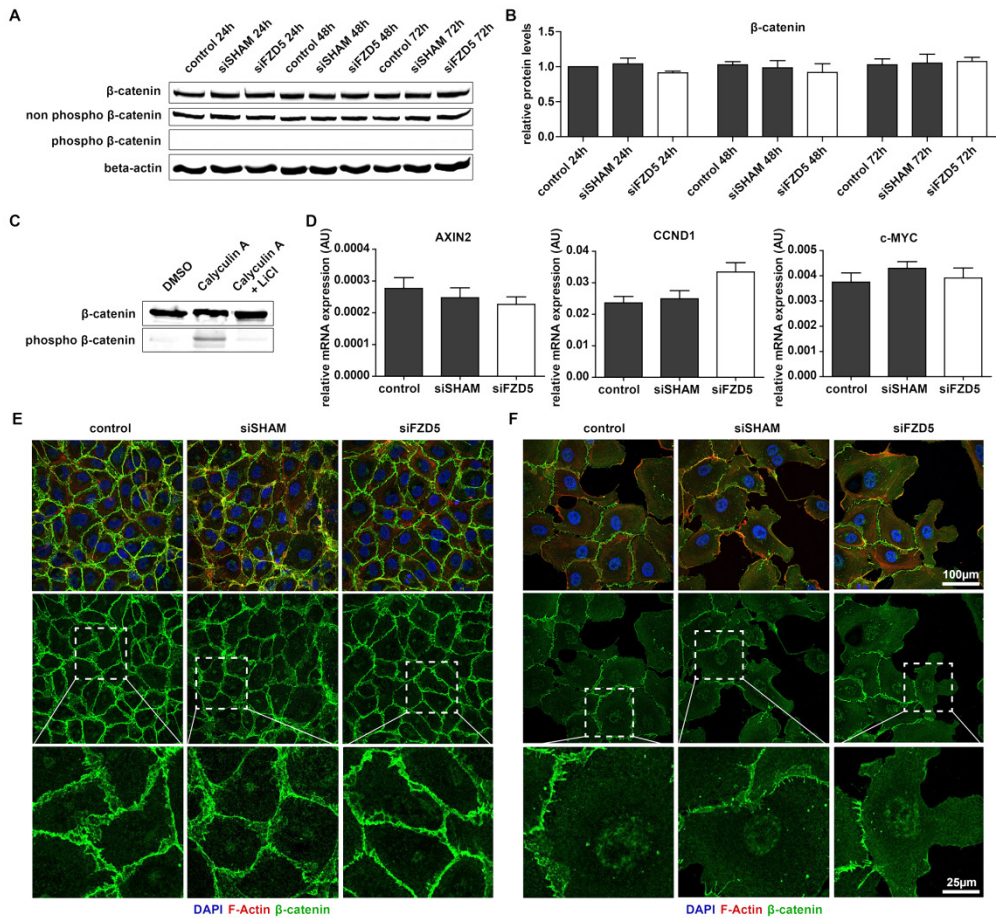 A
control 24h
siSHAM 24h
siFZD5 24h
control 48h
siSHAM 48h
siFZD5 48h
control 72h
siSHAM 72h
siFZD5 72h
β-catenin
non phospho β-catenin
phospho β-catenin
beta-actin
B
β-catenin
relative protein levels
1.5
1.0
0.5
0.0
control 24h
siSHAM 24h
siFZD5 24h
control 48h
siSHAM 48h
siFZD5 48h
control 72h
siSHAM 72h
siFZD5 72h
C
DMSO
Calyculin A
Calyculin A
+ LiCl
β-catenin
phospho β-catenin
D
AXIN2
relative mRNA expression (AU)
0.0004
0.0003
0.0002
0.0001
0.0000
control
siSHAM
siFZD5
CCND1
relative mRNA expression (AU)
0.04
0.03
0.02
0.01
0.00
control
siSHAM
siFZD5
c-MYC
relative mRNA expression (AU)
0.005
0.004
0.003
0.002
0.001
0.000
control
siSHAM
siFZD5
E
control
siSHAM
siFZD5
DAPI F-Actin β-catenin
F
control
siSHAM
siFZD5
100µm
25µm
DAPI F-Actin β-catenin